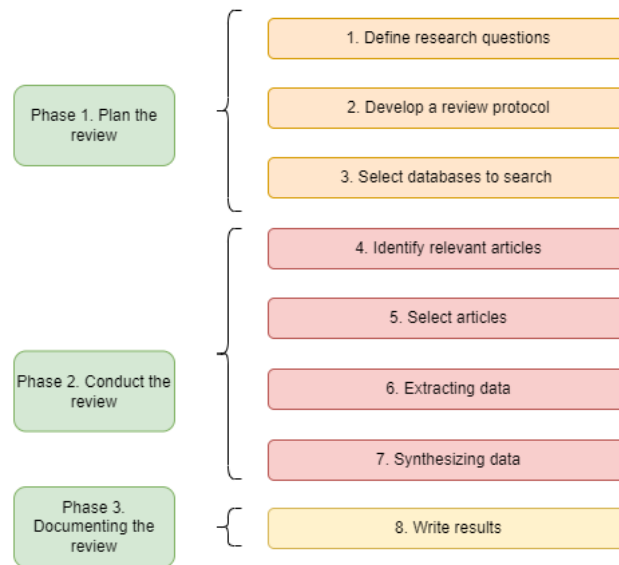 Phase 1. Plan the
review
1. Define research questions
2. Develop a review protocol
3. Select databases to search
Phase 2. Conduct the
review
4. Identify relevant articles
5. Select articles
6. Extracting data
7. Synthesizing data
Phase 3.
Documenting the
review
8. Write results